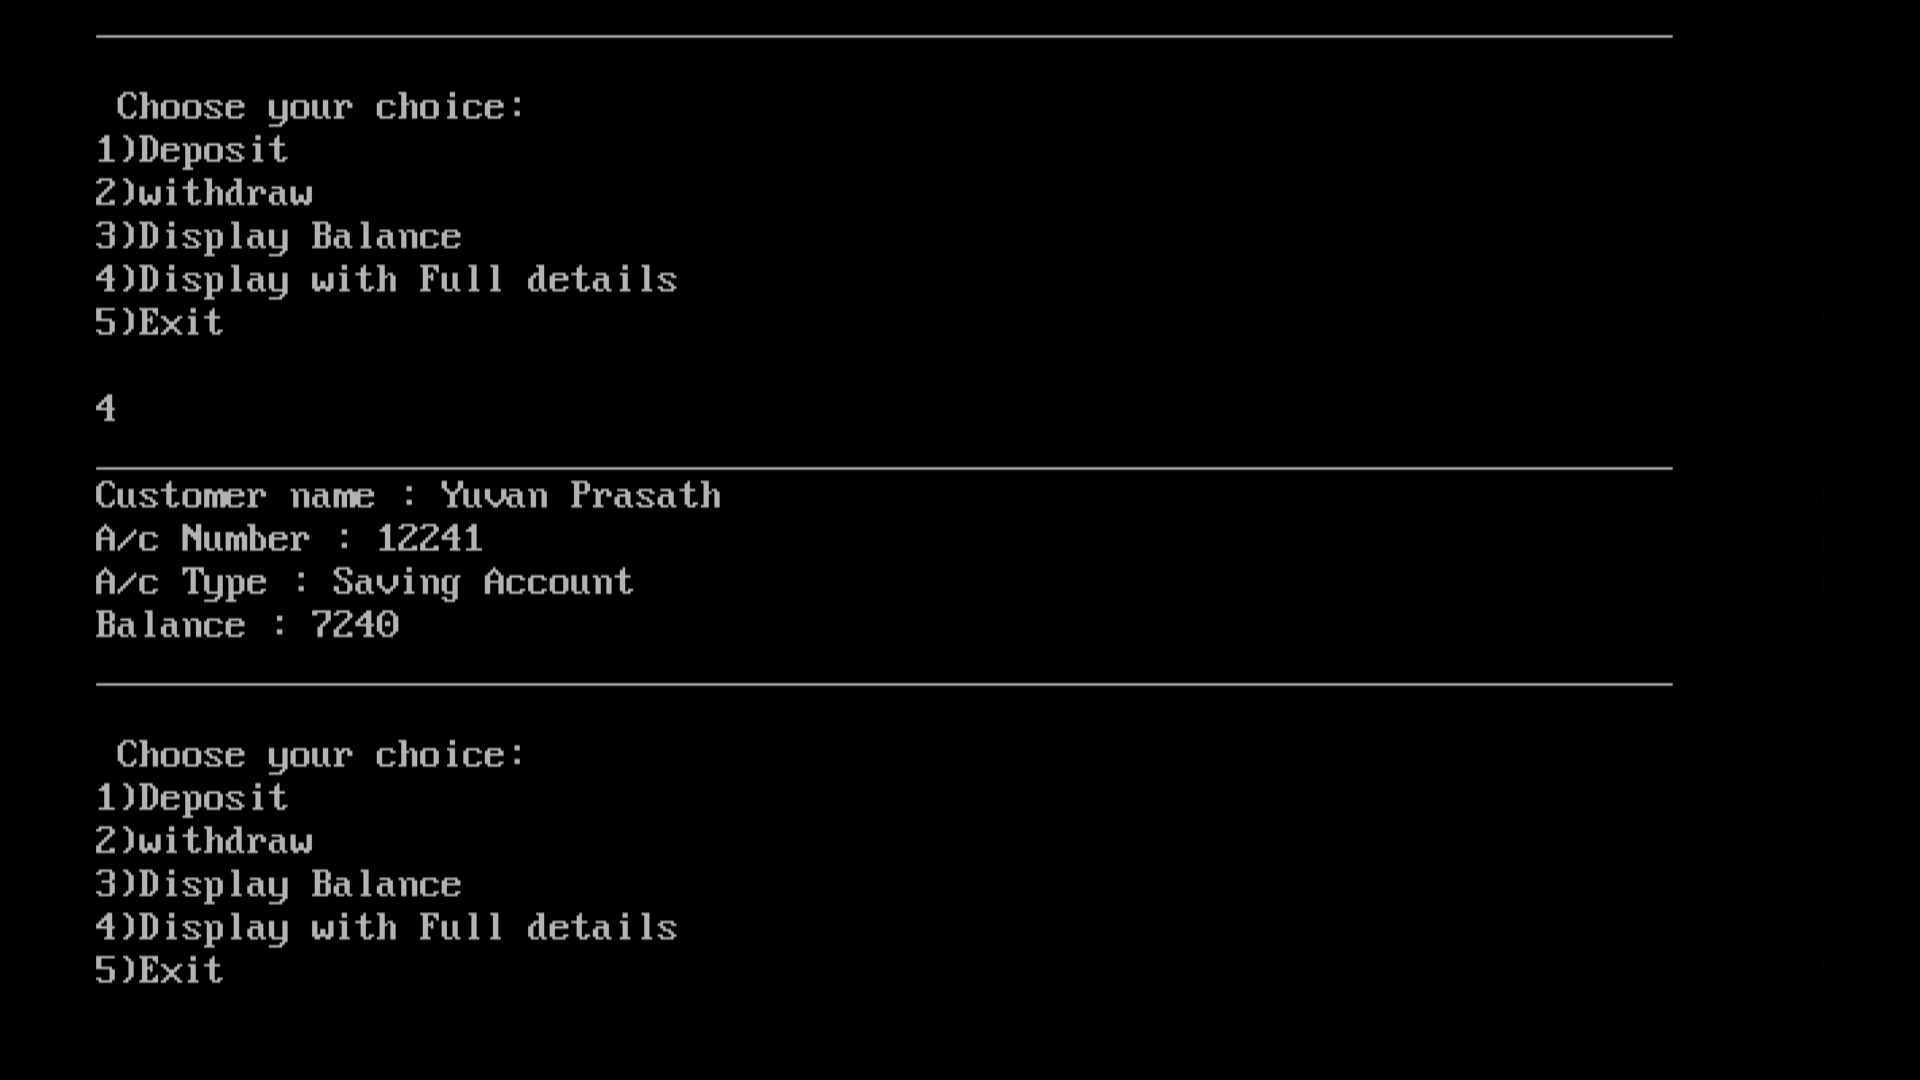 Choose your choice:
1)Deposit
2)withdraw
3)Display Balance
4)Display with Full details
5)Exit
4
Customer name : Yuvan Prasath
A/c Number : 12241
A/c Type : Saving Account
Balance : 7240
Choose your choice:
1)Deposit
2)withdraw
3)Display Balance
4)Display with Full details
5)Exit